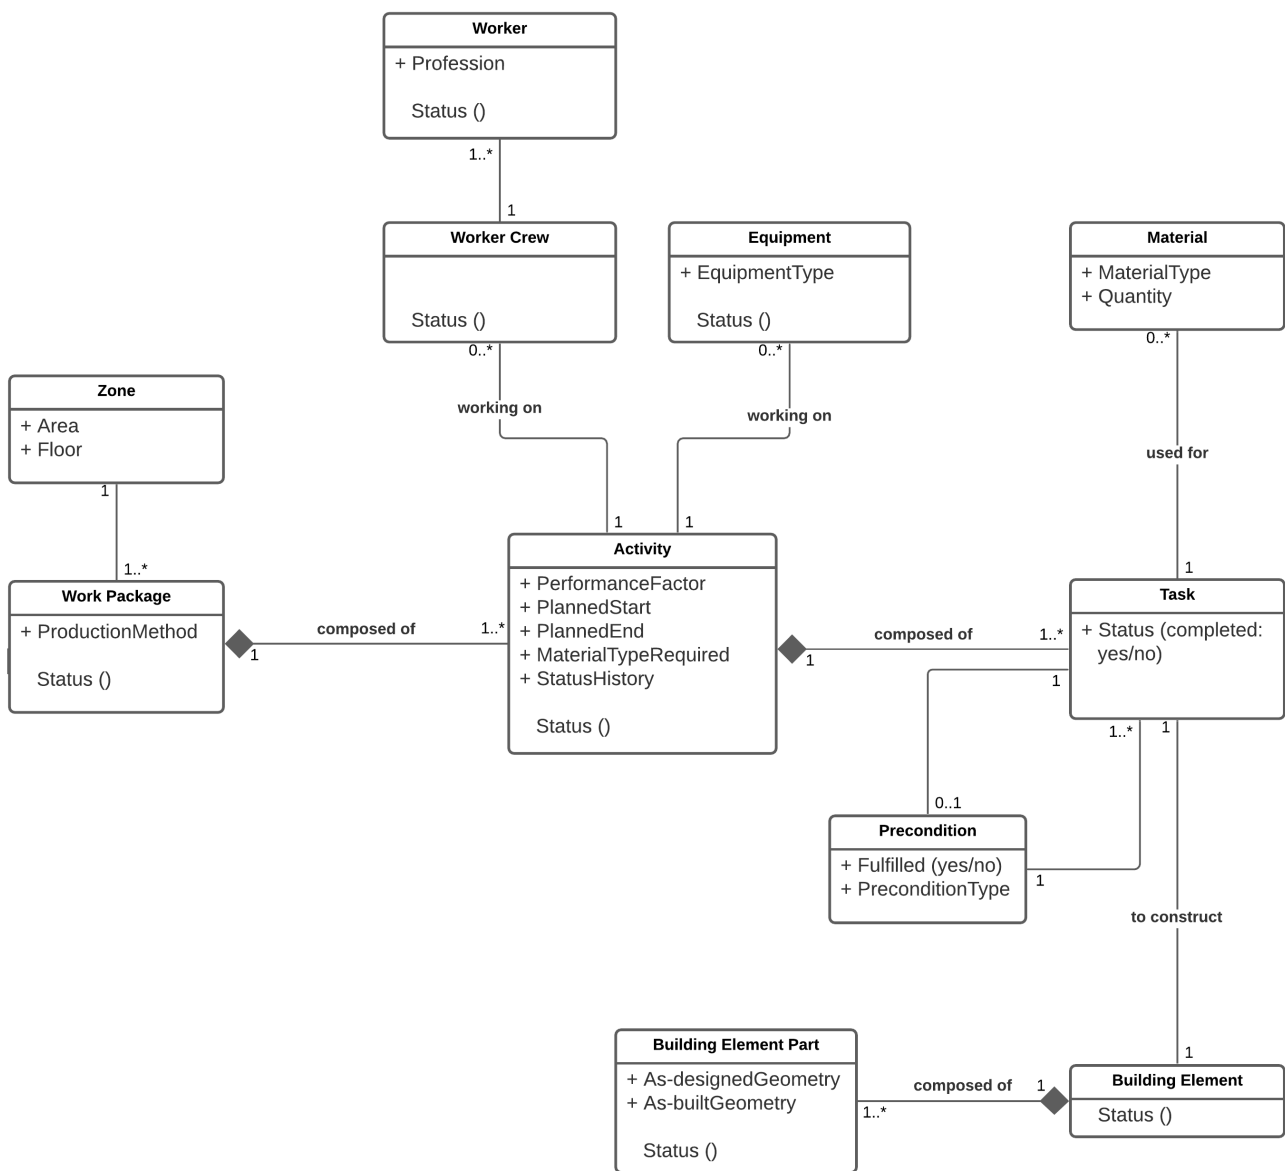 Worker
+ Profession
Status ()
1..*
1
Worker Crew
Status ()
0..*
working on
1
Equipment
+ EquipmentType
Status ()
0..*
working on
1
Material
+ MaterialType
+ Quantity
0..*
used for
1
Zone
+ Area
+ Floor
1
1..*
Work Package
+ ProductionMethod
Status ()
1
composed of
1..*
Activity
+ PerformanceFactor
+ PlannedStart
+ PlannedEnd
+ MaterialTypeRequired
+ StatusHistory
Status ()
1
composed of
1..*
Task
+ Status (completed:
yes/no)
1
1..*
1
0..1
Precondition
+ Fulfilled (yes/no)
+ PreconditionType
1
to construct
1
Building Element Part
+ As-designedGeometry
+ As-builtGeometry
Status ()
1..*
composed of
1
Building Element
Status ()